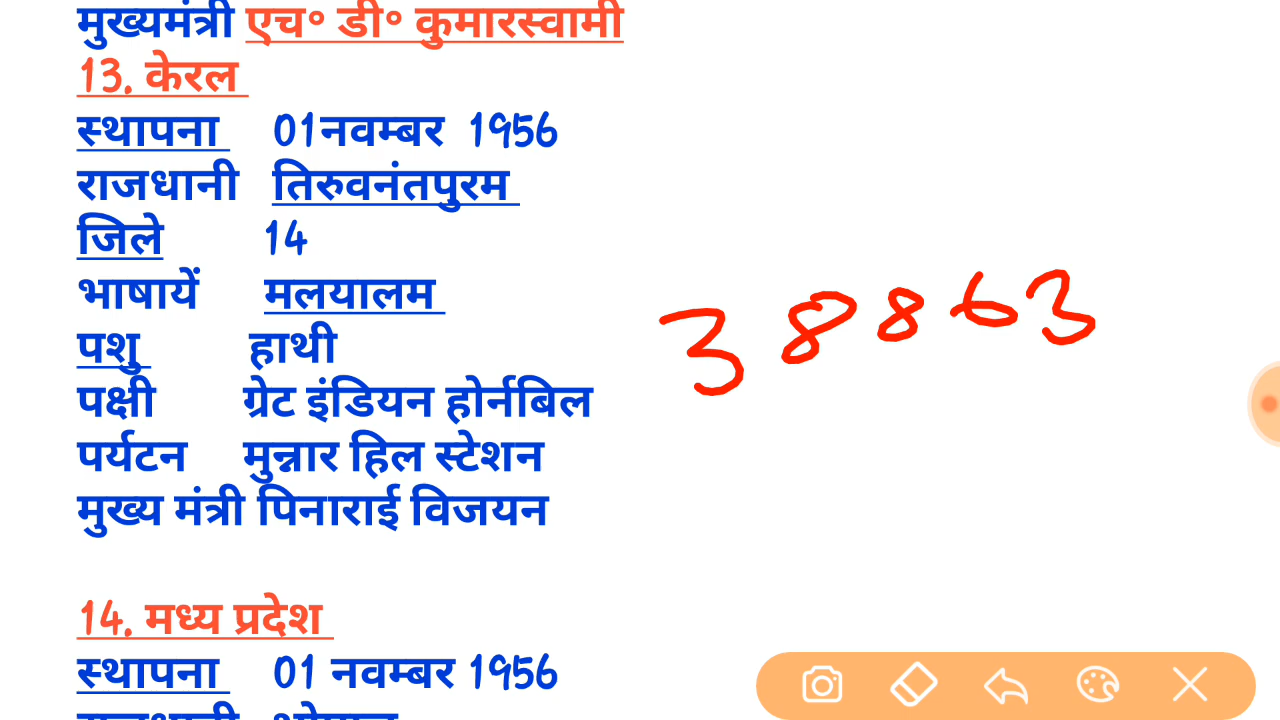 मुख्यमंत्री एच॰ डी॰ कुमारस्वामी
13. केरल
स्थापना 01नवम्बर 1956
राजधानी तिरुवनंतपुरम
जिले 14
भाषायें मलयालम
पशु हाथी
पक्षी ग्रेट इंडियन होर्नबिल
पर्यटन मुन्नार हिल स्टेशन
मुख्य मंत्री पिनाराई विजयन
38863
14. मध्य प्रदेश
स्थापना 01 नवम्बर 1956